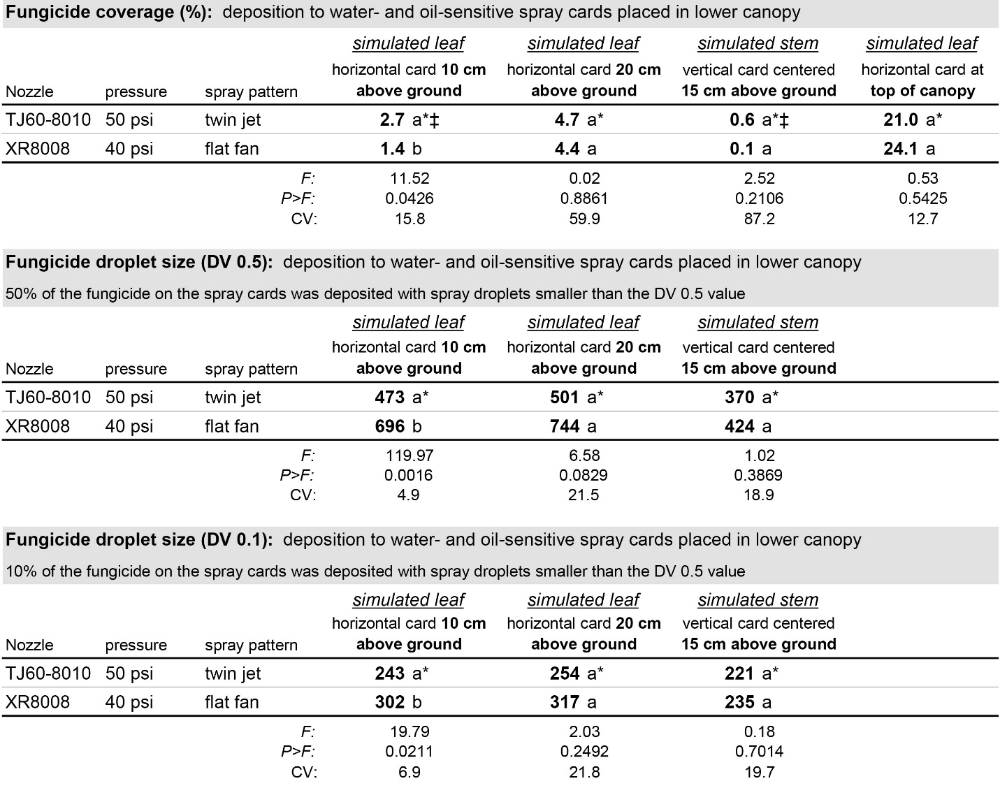 Fungicide coverage (%): deposition to water- and oil-sensitive spray cards placed in lower canopy
simulated leaf simulated leaf simulated stem simulated leaf
horizontal card 10 cm horizontal card 20 cm vertical card centered horizontal card at
Nozzle pressure spray pattern above ground above ground 15 cm above ground top of canopy
TJ60-8010 50 psi twin jet 2.7 a*‡ 4.7 a* 0.6 a*‡ 21.0 a*
XR8008 40 psi flat fan 1.4 b 4.4 a 0.1 a 24.1 a
F: 11.52 0.02 2.52 0.53
P>F: 0.0426 0.8861 0.2106 0.5425
CV: 15.8 59.9 87.2 12.7
Fungicide droplet size (DV 0.5): deposition to water- and oil-sensitive spray cards placed in lower canopy
50% of the fungicide on the spray cards was deposited with spray droplets smaller than the DV 0.5 value
simulated leaf simulated leaf simulated stem
horizontal card 10 cm horizontal card 20 cm vertical card centered
Nozzle pressure spray pattern above ground above ground 15 cm above ground
TJ60-8010 50 psi twin jet 473 a* 501 a* 370 a*
XR8008 40 psi flat fan 696 b 744 a 424 a
F: 119.97 6.58 1.02
P>F: 0.0016 0.0829 0.3869
CV: 4.9 21.5 18.9
Fungicide droplet size (DV 0.1): deposition to water- and oil-sensitive spray cards placed in lower canopy
10% of the fungicide on the spray cards was deposited with spray droplets smaller than the DV 0.5 value
simulated leaf simulated leaf simulated stem
horizontal card 10 cm horizontal card 20 cm vertical card centered
Nozzle pressure spray pattern above ground above ground 15 cm above ground
TJ60-8010 50 psi twin jet 243 a* 254 a* 221 a*
XR8008 40 psi flat fan 302 b 317 a 235 a
F: 19.79 2.03 0.18
P>F: 0.0211 0.2492 0.7014
CV: 6.9 21.8 19.7